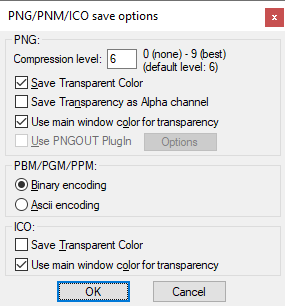 PNG/PNM/ICO save options
x
PNG:
Compression level: 6 0 (none) - 9 (best)
(default level: 6)
Save Transparent Color
Save Transparency as Alpha channel
Use main window color for transparency
Use PNGOUT PlugIn Options
PBM/PGM/PPM:
Binary encoding
Ascii encoding
ICO:
Save Transparent Color
Use main window color for transparency
OK Cancel